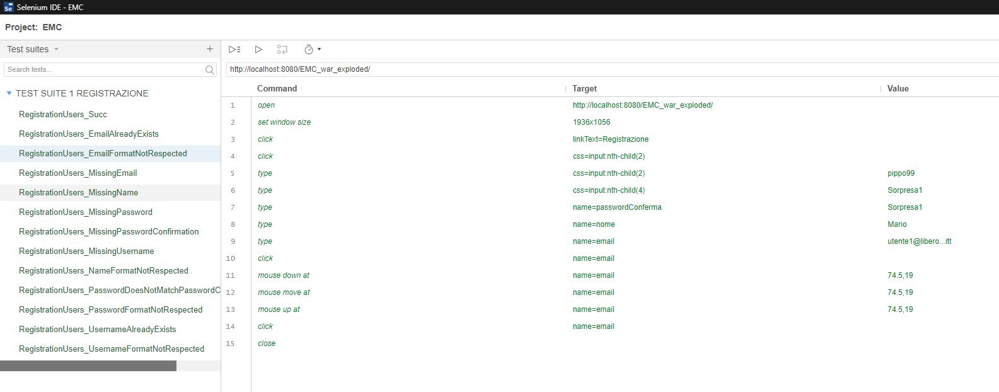 Se Selenium IDE - EMC
Project: EMC
Test suites +
Search tests...
TEST SUITE 1 REGISTRAZIONE
RegistrationUsers_Succ
RegistrationUsers_EmailAlreadyExists
RegistrationUsers_EmailFormatNotRespected
RegistrationUsers_MissingEmail
RegistrationUsers_MissingName
RegistrationUsers_MissingPassword
RegistrationUsers_MissingPasswordConfirmation
RegistrationUsers_MissingUsername
RegistrationUsers_NameFormatNotRespected
RegistrationUsers_PasswordDoesNotMatchPasswordC
RegistrationUsers_PasswordFormatNotRespected
RegistrationUsers_UsernameAlreadyExists
RegistrationUsers_UsernameFormatNotRespected
http://localhost:8080/EMC_war_exploded/
Command Target Value
1 open http://localhost:8080/EMC_war_exploded/
2 set window size 1936x1056
3 click linkText=Registrazione
4 click css=input:nth-child(2)
5 type css=input:nth-child(2) pippo99
6 type css=input:nth-child(4) Sorpresa1
7 type name=passwordConferma Sorpresa1
8 type name=nome Mario
9 type name=email utente1@libero...itt
10 click name=email
11 mouse down at name=email 74.5,19
12 mouse move at name=email 74.5,19
13 mouse up at name=email 74.5,19
14 click name=email
15 close